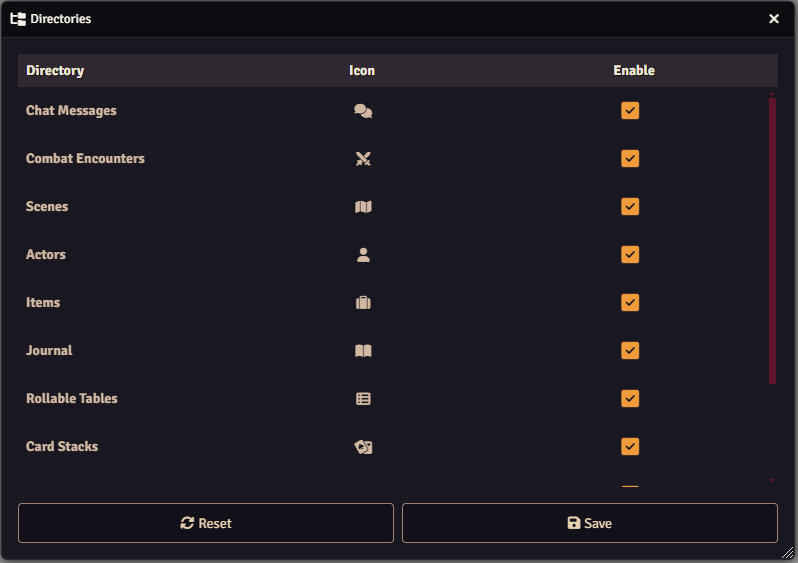 Directories
Directory Icon Enable
Chat Messages
Combat Encounters
Scenes
Actors
Items
Journal
Rollable Tables
Card Stacks
Reset Save